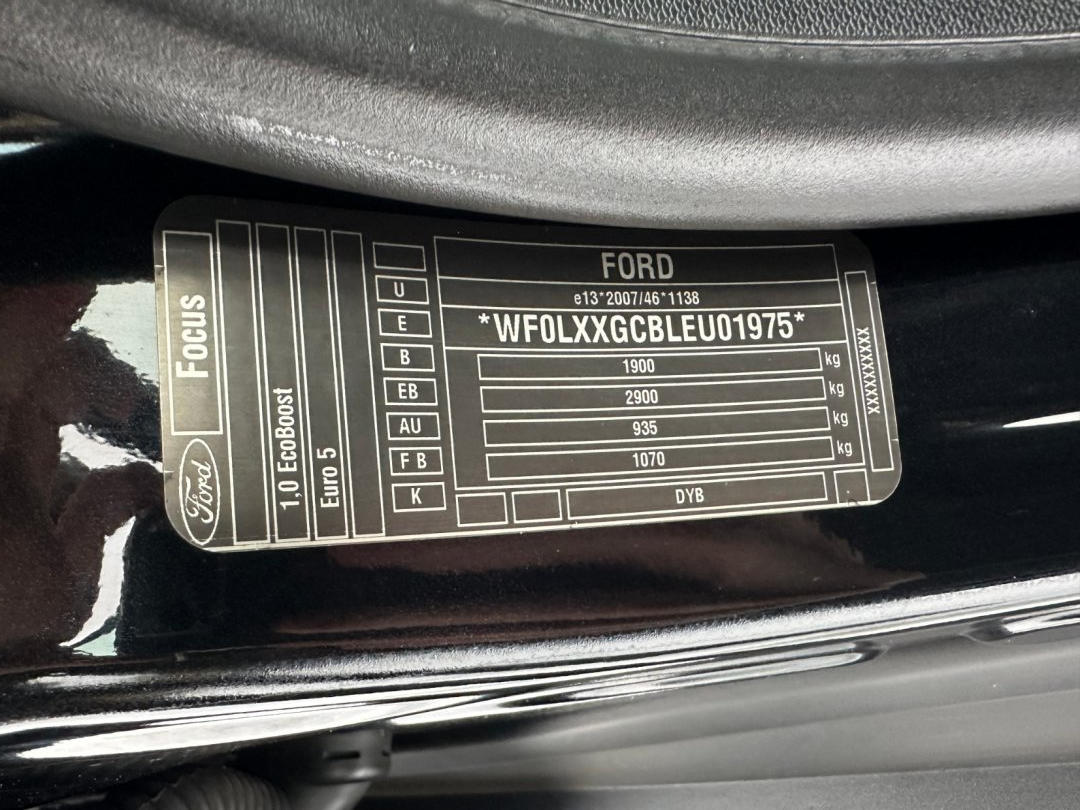 Focus
Ford
1,0 EcoBoost
Euro 5
U
E
B
EB
AU
F B
K
FORD
e13*2007/46*1138
*WF0LXXGCBLEU01975*
1900 kg
2900 kg
935 kg
1070 kg
DYB
XXXXXXXXXX